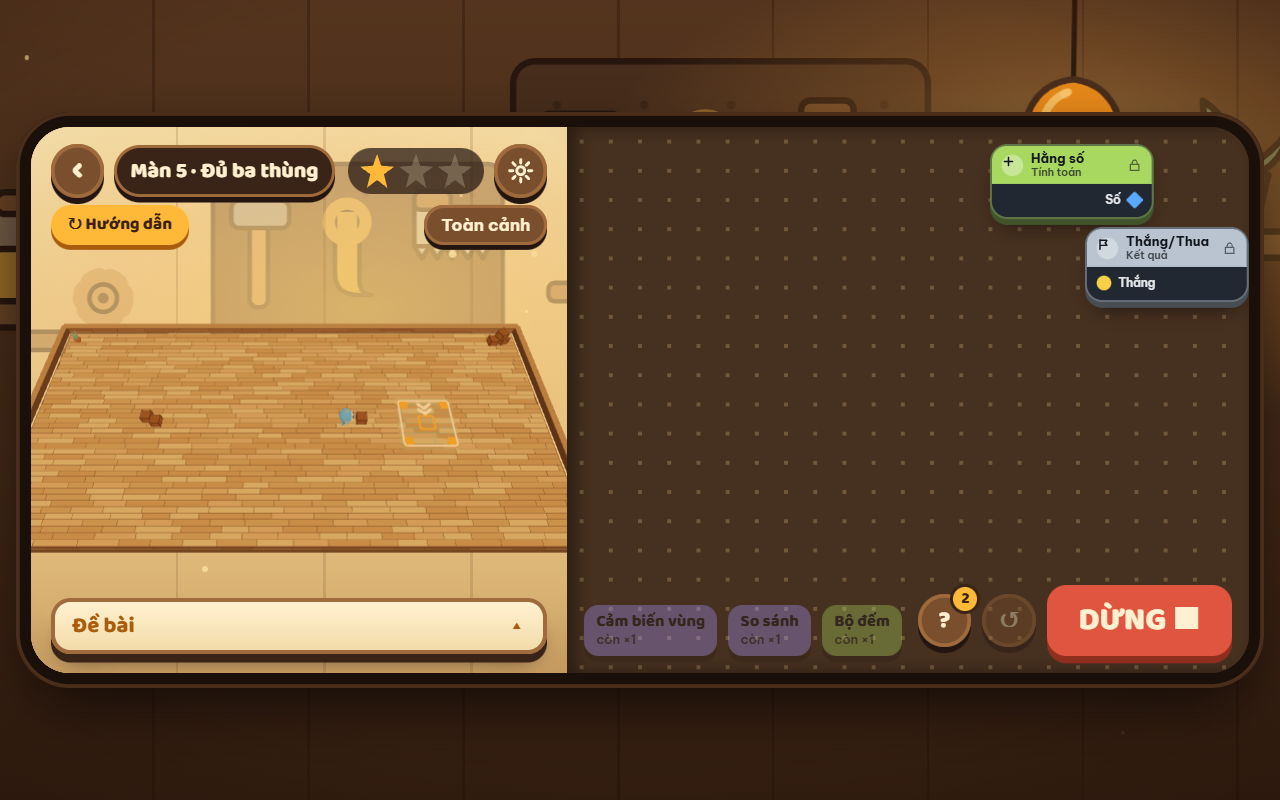 Màn 5 · Đủ ba thùng
↻ Hướng dẫn
Toàn cảnh
Hằng số
Tính toán
Số
Thắng/Thua
Kết quả
Thắng
Đề bài
Cảm biến vùng
còn ×1
So sánh
còn ×1
Bộ đếm
còn ×1
?
2
↺
DỪNG ■